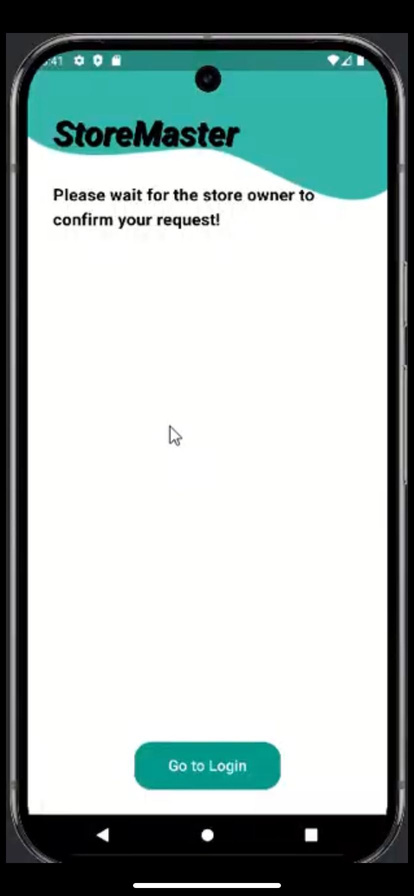 StoreMaster
Please wait for the store owner to
confirm your request!
Go to Login